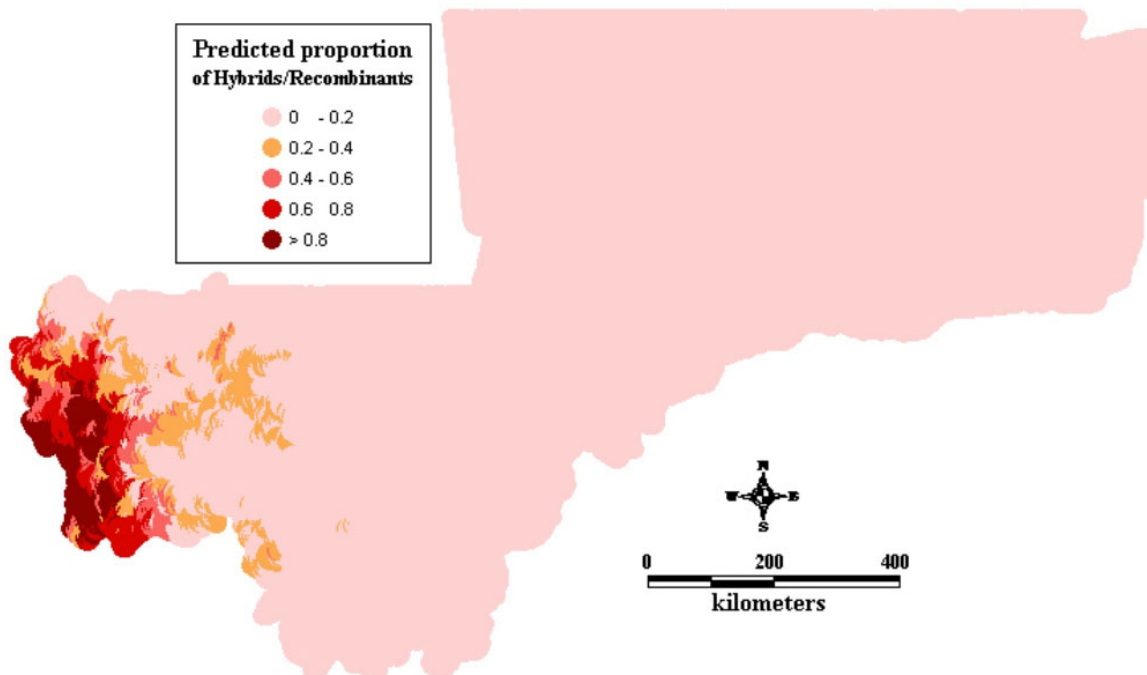 Predicted proportion
of Hybrids/Recombinants
0 - 0.2
0.2 - 0.4
0.4 - 0.6
0.6 0.8
> 0.8
N
W E
S
0 200 400
kilometers